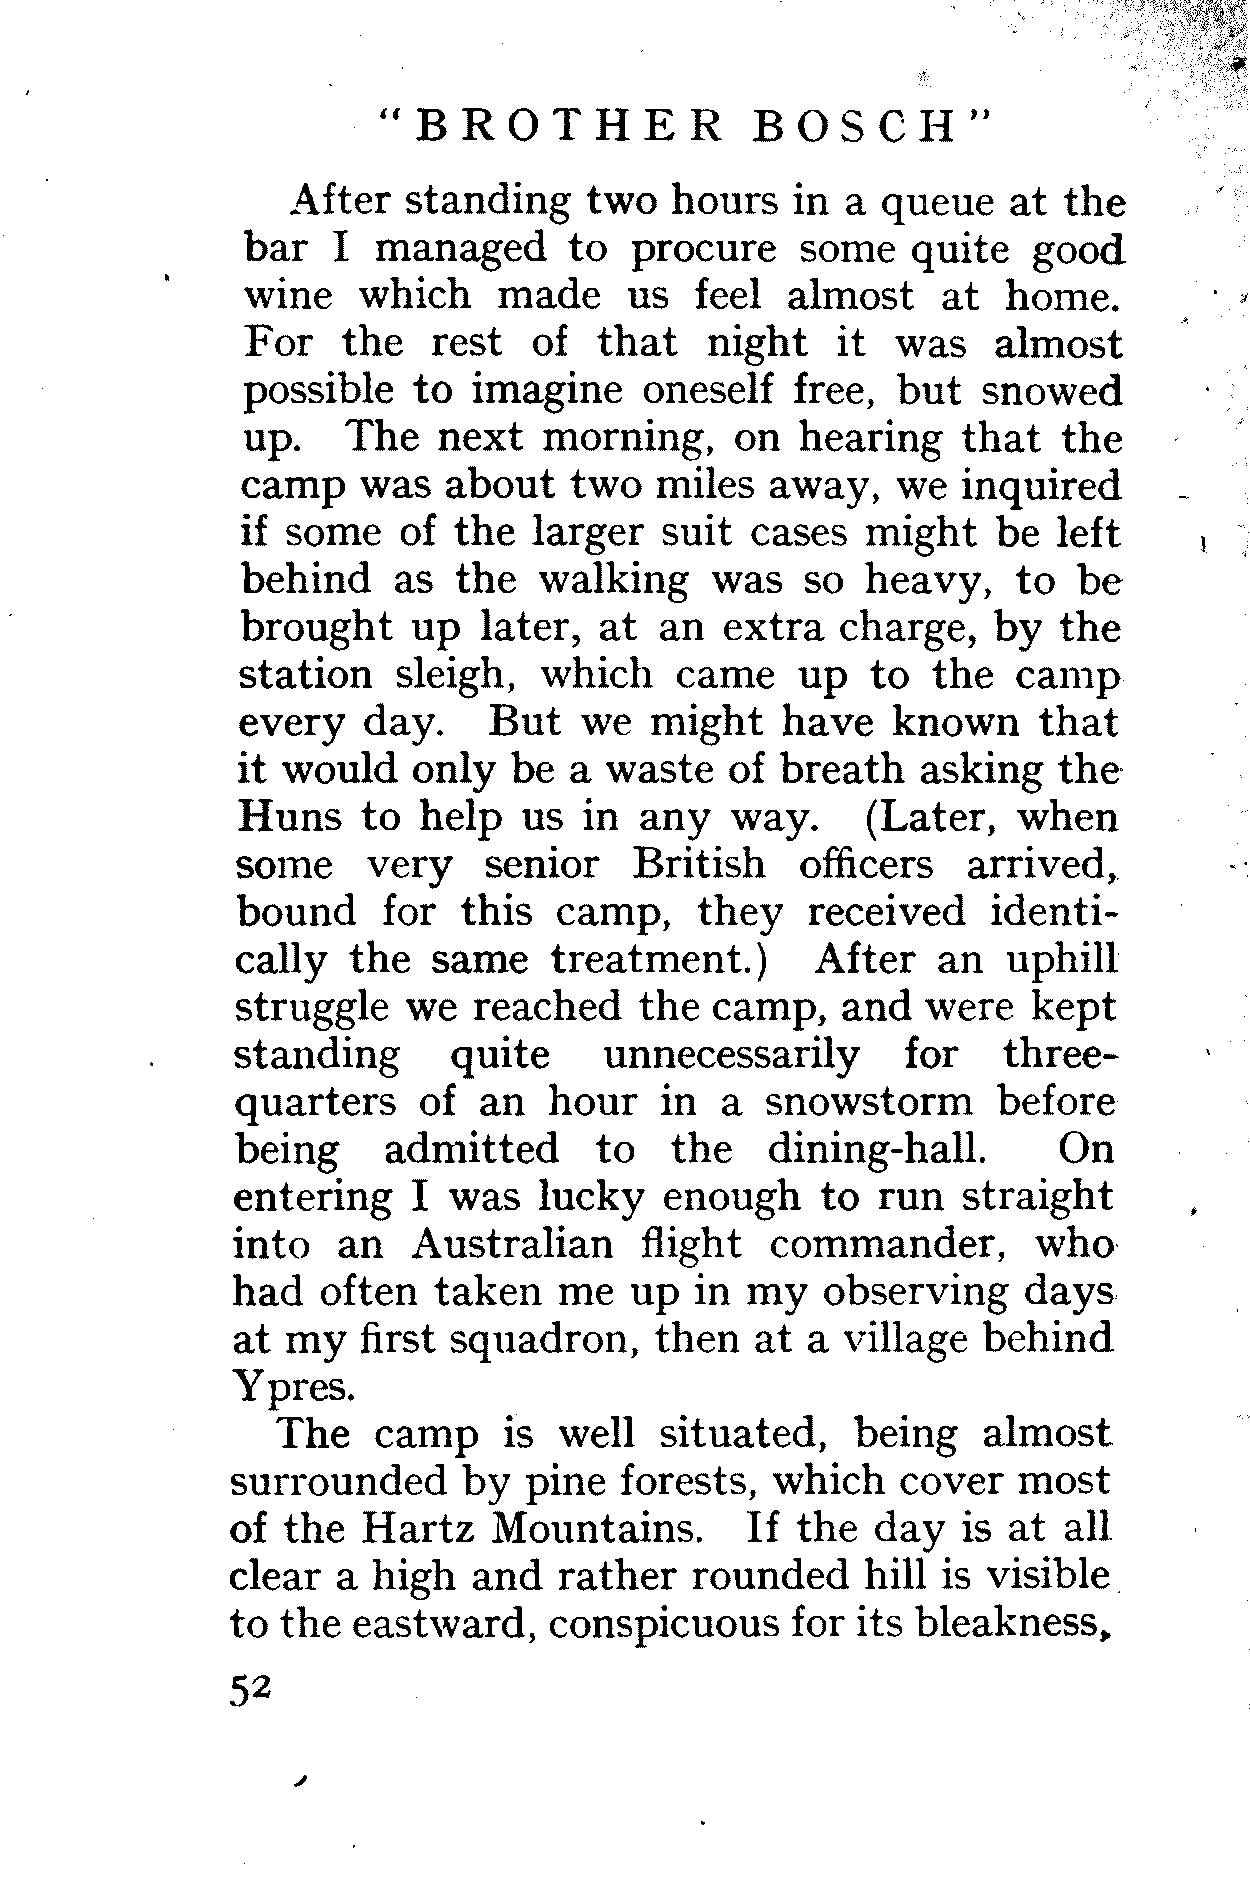 "BROTHER BOSCH"
After standing two hours in a queue at the
bar I managed to procure some quite good
wine which made us feel almost at home.
For the rest of that night it was almost
possible to imagine oneself free, but snowed
up. The next morning, on hearing that the
camp was about two miles away, we inquired
if some of the larger suit cases might be left
behind as the walking was so heavy, to be
brought up later, at an extra charge, by the
station sleigh, which came up to the camp
every day. But we might have known that
it would only be a waste of breath asking the
Huns to help us in any way. (Later, when
some very senior British officers arrived,
bound for this camp, they received identi-
cally the same treatment.) After an uphill
struggle we reached the camp, and were kept
standing quite unnecessarily for three-
quarters of an hour in a snowstorm before
being admitted to the dining-hall. On
entering I was lucky enough to run straight
into an Australian flight commander, who
had often taken me up in my observing days
at my first squadron, then at a village behind
Ypres.
The camp is well situated, being almost
surrounded by pine forests, which cover most
of the Hartz Mountains. If the day is at all
clear a high and rather rounded hill is visible
to the eastward, conspicuous for its bleakness,
52